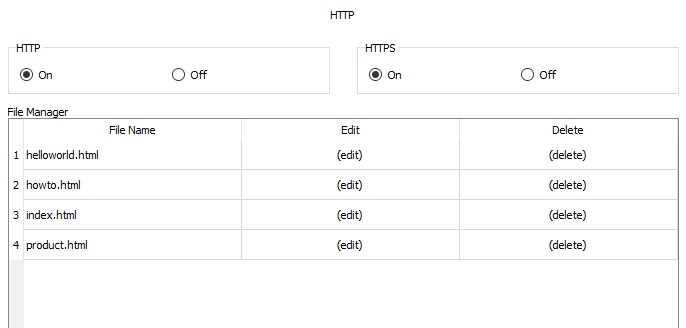 HTTP
HTTP HTTPS
On Off On Off
File Manager
File Name Edit Delete
1 helloworld.html (edit) (delete)
2 howto.html (edit) (delete)
3 index.html (edit) (delete)
4 product.html (edit) (delete)